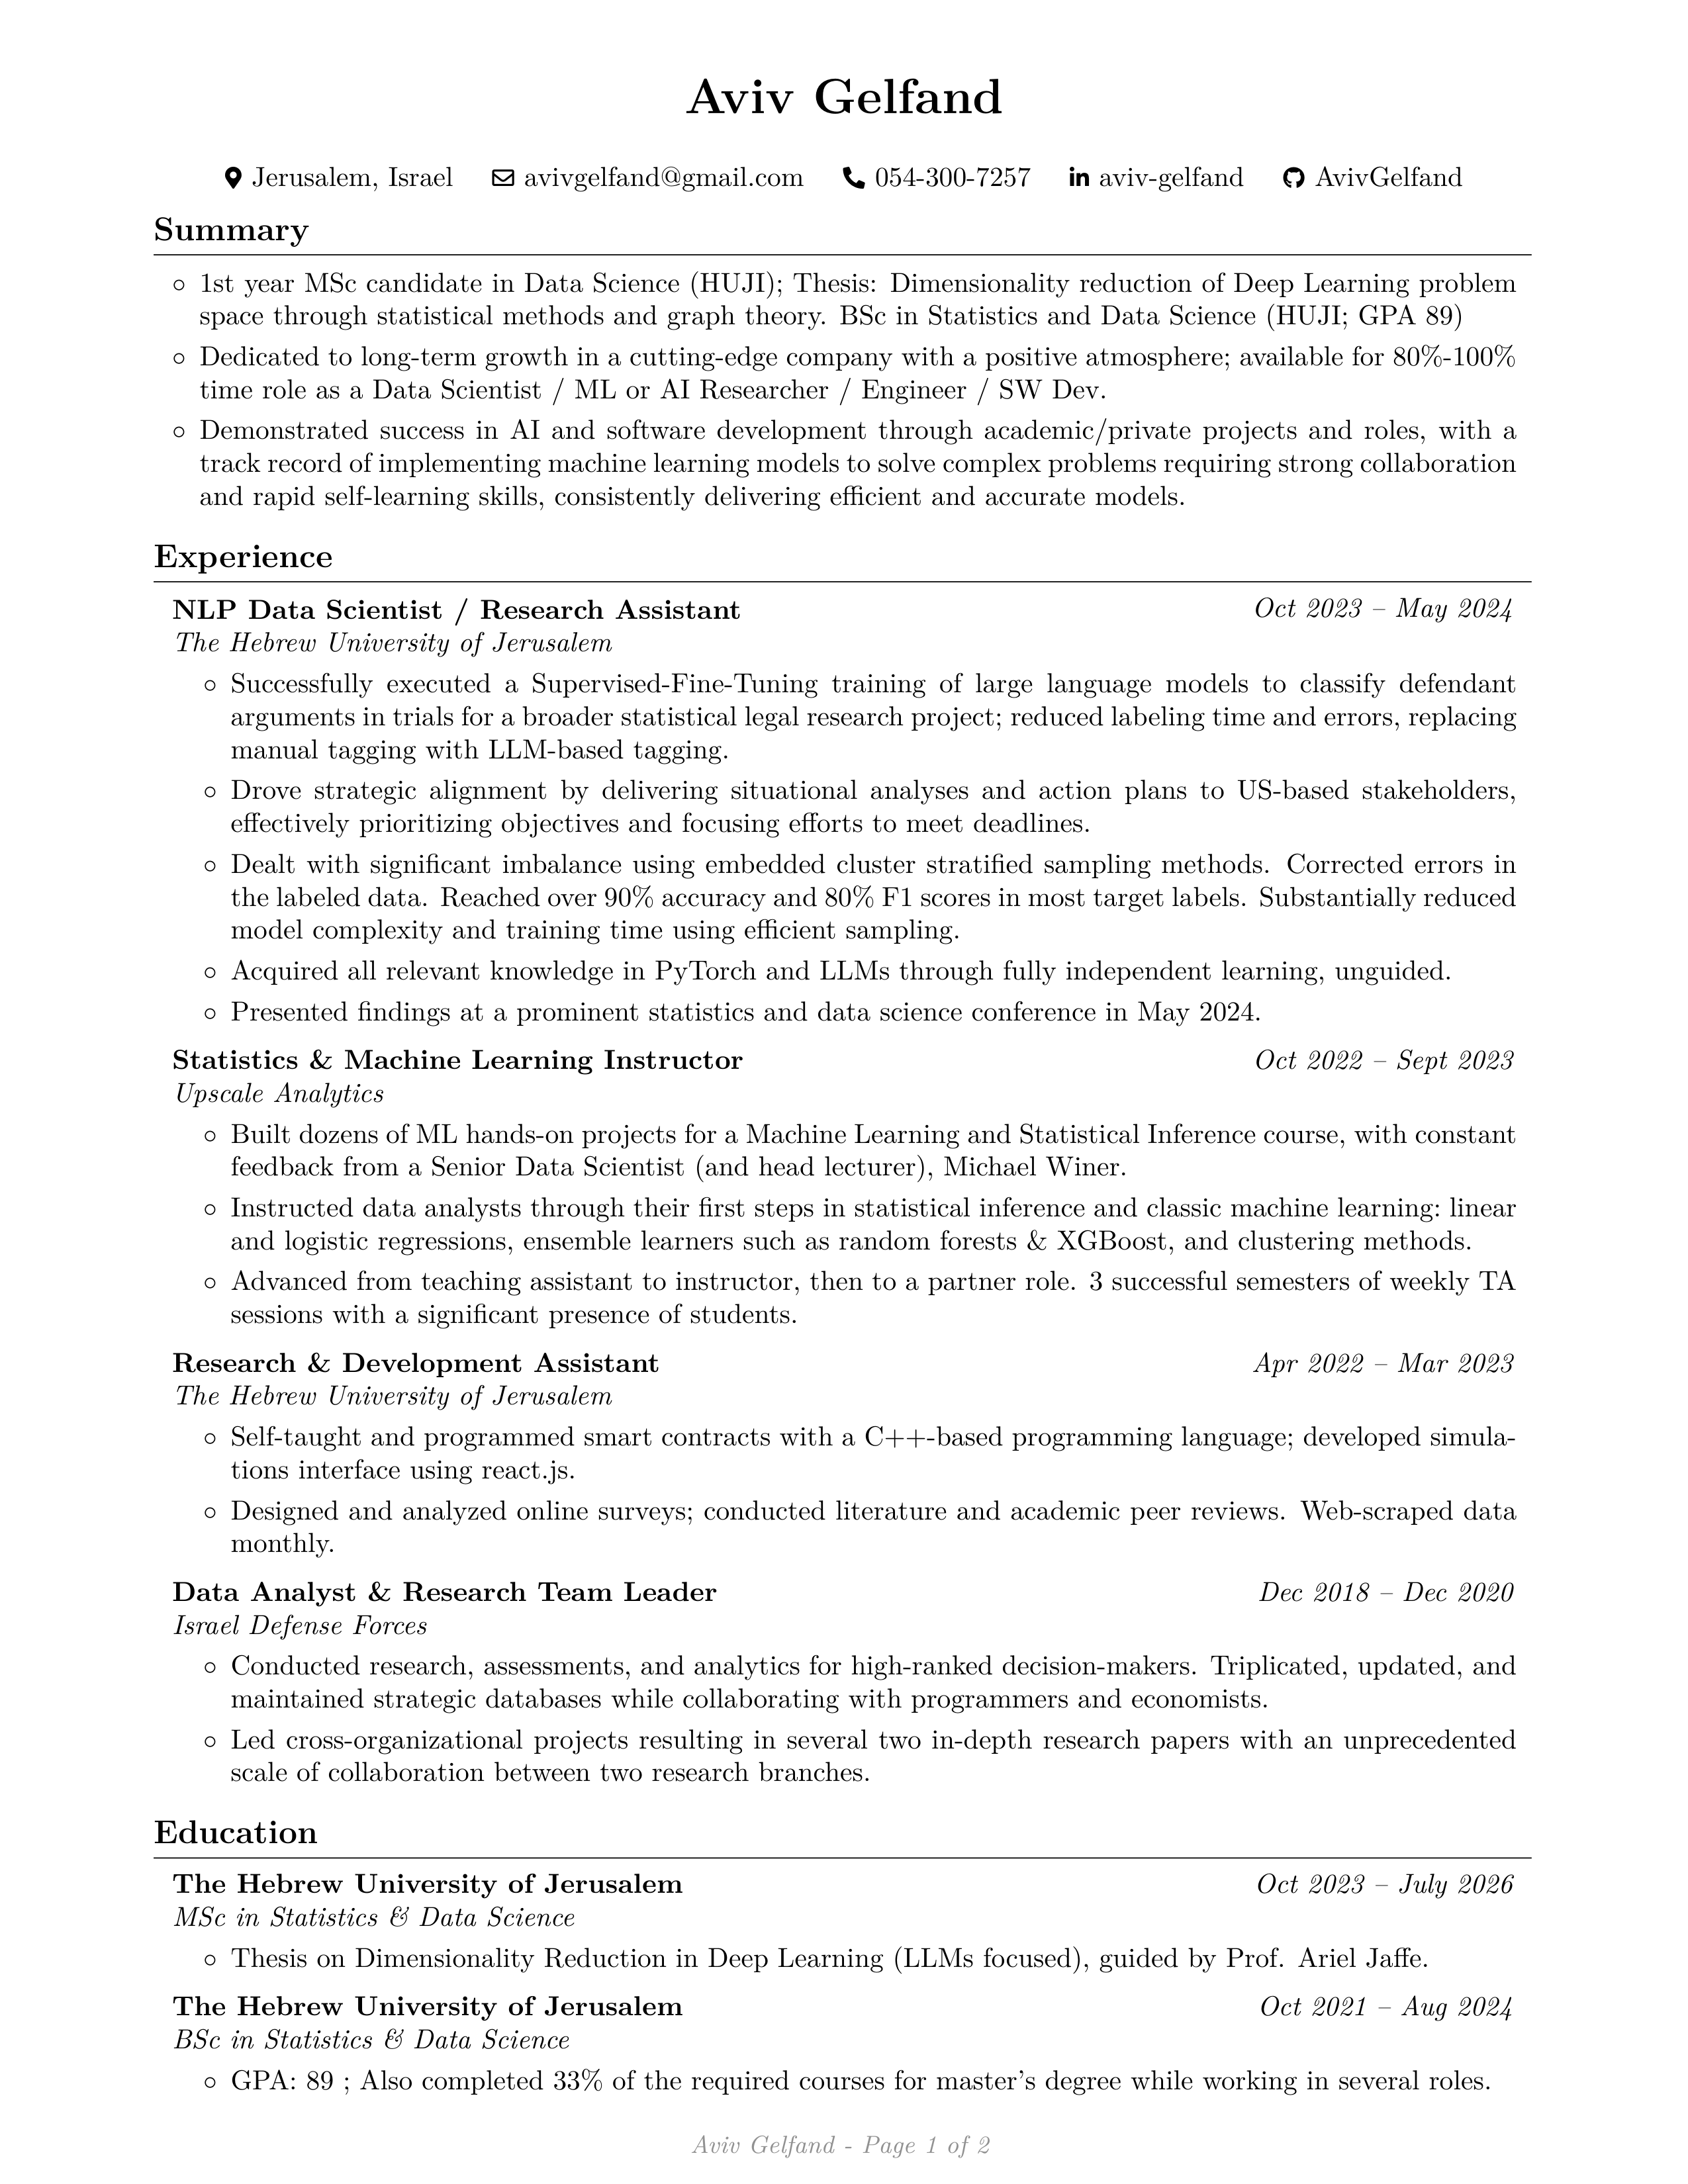 Aviv Gelfand
Jerusalem, Israel avivgelfand@gmail.com 054-300-7257 aviv-gelfand AvivGelfand
Summary
◦ 1st year MSc candidate in Data Science (HUJI); Thesis: Dimensionality reduction of Deep Learning problem
space through statistical methods and graph theory. BSc in Statistics and Data Science (HUJI; GPA 89)
◦ Dedicated to long-term growth in a cutting-edge company with a positive atmosphere; available for 80%-100%
time role as a Data Scientist / ML or AI Researcher / Engineer / SW Dev.
◦ Demonstrated success in AI and software development through academic/private projects and roles, with a
track record of implementing machine learning models to solve complex problems requiring strong collaboration
and rapid self-learning skills, consistently delivering efficient and accurate models.
Experience
NLP Data Scientist / Research Assistant Oct 2023 – May 2024
The Hebrew University of Jerusalem
◦ Successfully executed a Supervised-Fine-Tuning training of large language models to classify defendant
arguments in trials for a broader statistical legal research project; reduced labeling time and errors, replacing
manual tagging with LLM-based tagging.
◦ Drove strategic alignment by delivering situational analyses and action plans to US-based stakeholders,
effectively prioritizing objectives and focusing efforts to meet deadlines.
◦ Dealt with significant imbalance using embedded cluster stratified sampling methods. Corrected errors in
the labeled data. Reached over 90% accuracy and 80% F1 scores in most target labels. Substantially reduced
model complexity and training time using efficient sampling.
◦ Acquired all relevant knowledge in PyTorch and LLMs through fully independent learning, unguided.
◦ Presented findings at a prominent statistics and data science conference in May 2024.
Statistics & Machine Learning Instructor Oct 2022 – Sept 2023
Upscale Analytics
◦ Built dozens of ML hands-on projects for a Machine Learning and Statistical Inference course, with constant
feedback from a Senior Data Scientist (and head lecturer), Michael Winer.
◦ Instructed data analysts through their first steps in statistical inference and classic machine learning: linear
and logistic regressions, ensemble learners such as random forests & XGBoost, and clustering methods.
◦ Advanced from teaching assistant to instructor, then to a partner role. 3 successful semesters of weekly TA
sessions with a significant presence of students.
Research & Development Assistant Apr 2022 – Mar 2023
The Hebrew University of Jerusalem
◦ Self-taught and programmed smart contracts with a C++-based programming language; developed simula-
tions interface using react.js.
◦ Designed and analyzed online surveys; conducted literature and academic peer reviews. Web-scraped data
monthly.
Data Analyst & Research Team Leader Dec 2018 – Dec 2020
Israel Defense Forces
◦ Conducted research, assessments, and analytics for high-ranked decision-makers. Triplicated, updated, and
maintained strategic databases while collaborating with programmers and economists.
◦ Led cross-organizational projects resulting in several two in-depth research papers with an unprecedented
scale of collaboration between two research branches.
Education
The Hebrew University of Jerusalem Oct 2023 – July 2026
MSc in Statistics & Data Science
◦ Thesis on Dimensionality Reduction in Deep Learning (LLMs focused), guided by Prof. Ariel Jaffe.
The Hebrew University of Jerusalem Oct 2021 – Aug 2024
BSc in Statistics & Data Science
◦ GPA: 89 ; Also completed 33% of the required courses for master's degree while working in several roles.
Aviv Gelfand - Page 1 of 2